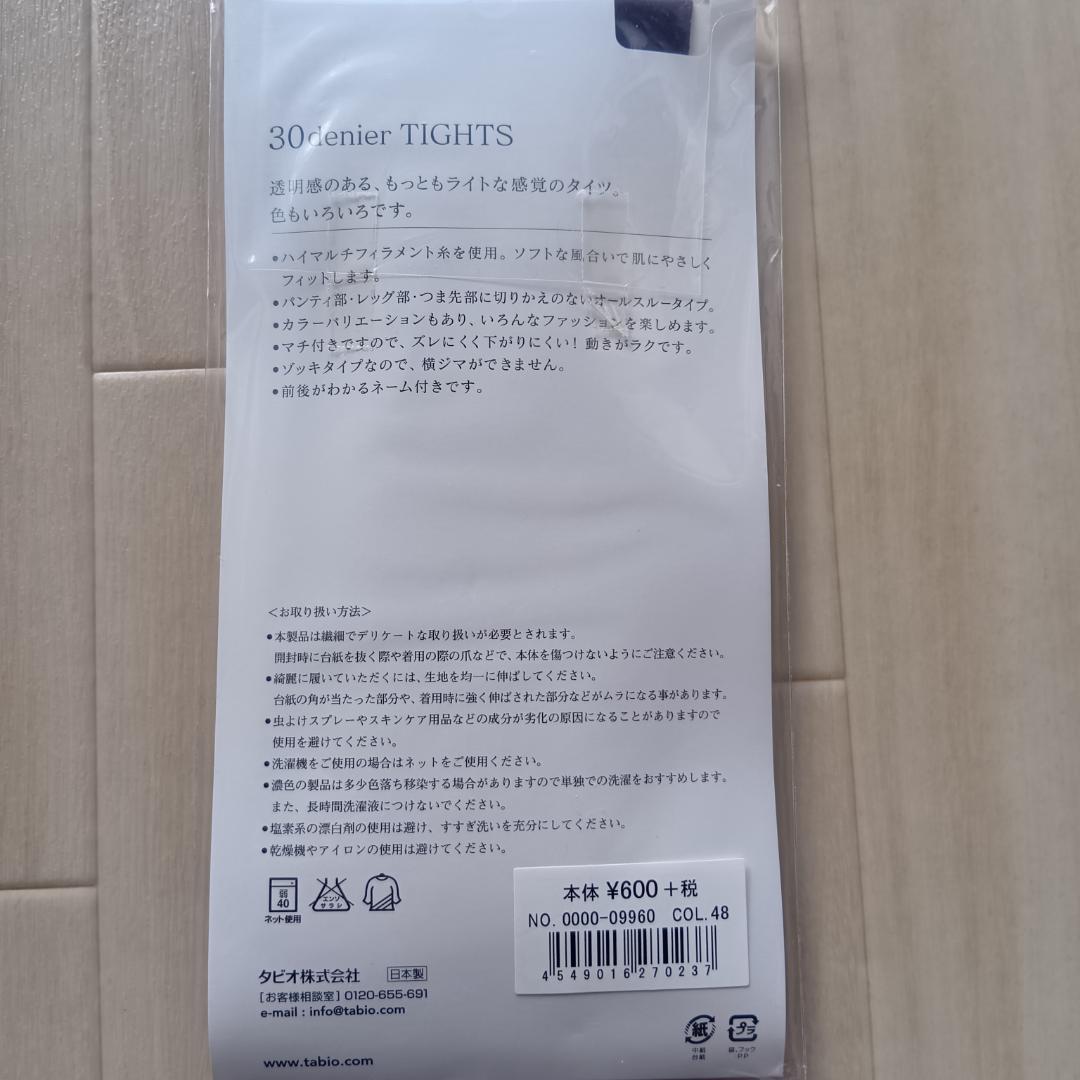 30denier TIGHTS
透明感のある、もっともライトな感覚のタイツ。
色もいろいろです。
●ハイマルチフィラメント糸を使用。ソフトな風合いで肌にやさしく
フィットします。
●パンティ部・レッグ部・つま先部に切りかえのないオールスルータイプ。
●カラーバリエーションもあり、いろんなファッションを楽しめます。
●マチ付きですので、ズレにくく下がりにくい！動きがラクです。
●ゾッキタイプなので、横ジマができません。
●前後がわかるネーム付きです。
＜お取り扱い方法＞
●本製品は繊細でデリケートな取り扱いが必要とされます。
開封時に台紙を抜く際や着用の際の爪などで、本体を傷つけないようにご注意ください。
●綺麗に履いていただくには、生地を均一に伸ばしてください。
台紙の角が当たった部分や、着用時に強く伸ばされた部分などがムラになる事があります。
●虫よけスプレーやスキンケア用品などの成分が劣化の原因になることがありますので
使用を避けてください。
●洗濯機をご使用の場合はネットをご使用ください。
●濃色の製品は多少色落ち移染する場合がありますので単独での洗濯をおすすめします。
また、長時間洗濯液につけないでください。
●塩素系の漂白剤の使用は避け、すすぎ洗いを充分にしてください。
●乾燥機やアイロンの使用は避けてください。
弱
40
ネット使用
エンソ
サラシ
本体 ¥600+税
NO. 0000-09960 COL.48
4549016270237
タビオ株式会社 日本製
［お客様相談室］0120-655-691
e-mail : info@tabio.com
www.tabio.com
紙
中紙
台紙
プラ
袋、フック
PP